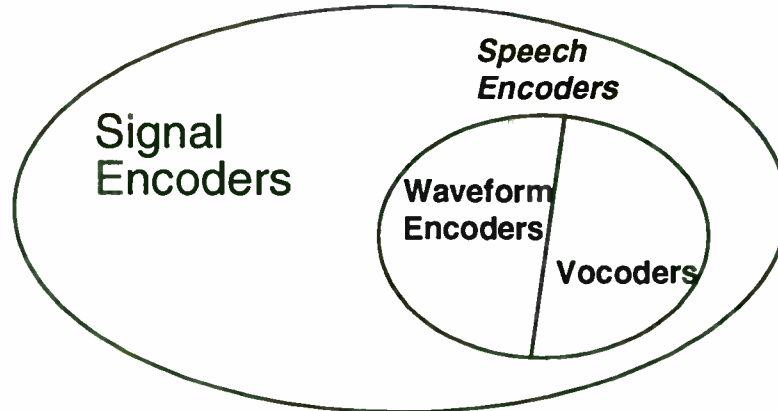 Speech
Encoders
Signal
Encoders
Waveform
Encoders
Vocoders